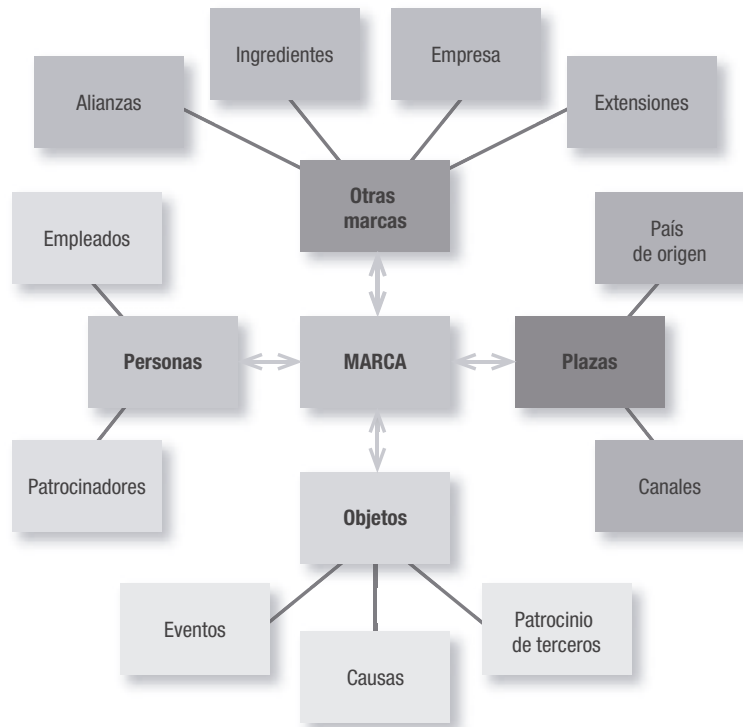 Ingredientes
Empresa
Alianzas
Extensiones
Otras
marcas
Empleados
País
de origen
Personas
MARCA
Plazas
Patrocinadores
Canales
Objetos
Eventos
Causas
Patrocinio
de terceros